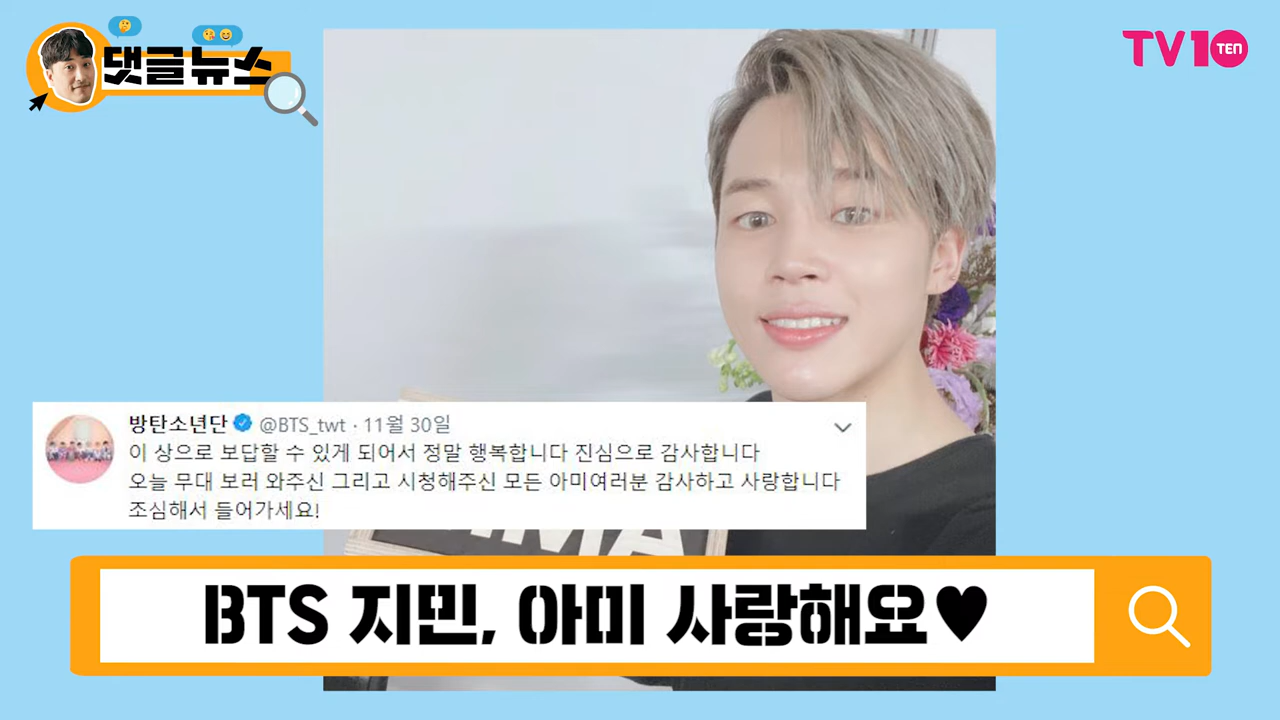 댓글뉴스
TV10
TEN
방탄소년단 @BTS_twt · 11월 30일
이 상으로 보답할 수 있게 되어서 정말 행복합니다 진심으로 감사합니다
오늘 무대 보러 와주신 그리고 시청해주신 모든 아미여러분 감사하고 사랑합니다
조심해서 들어가세요!
BTS 지민, 아미 사랑해요♥